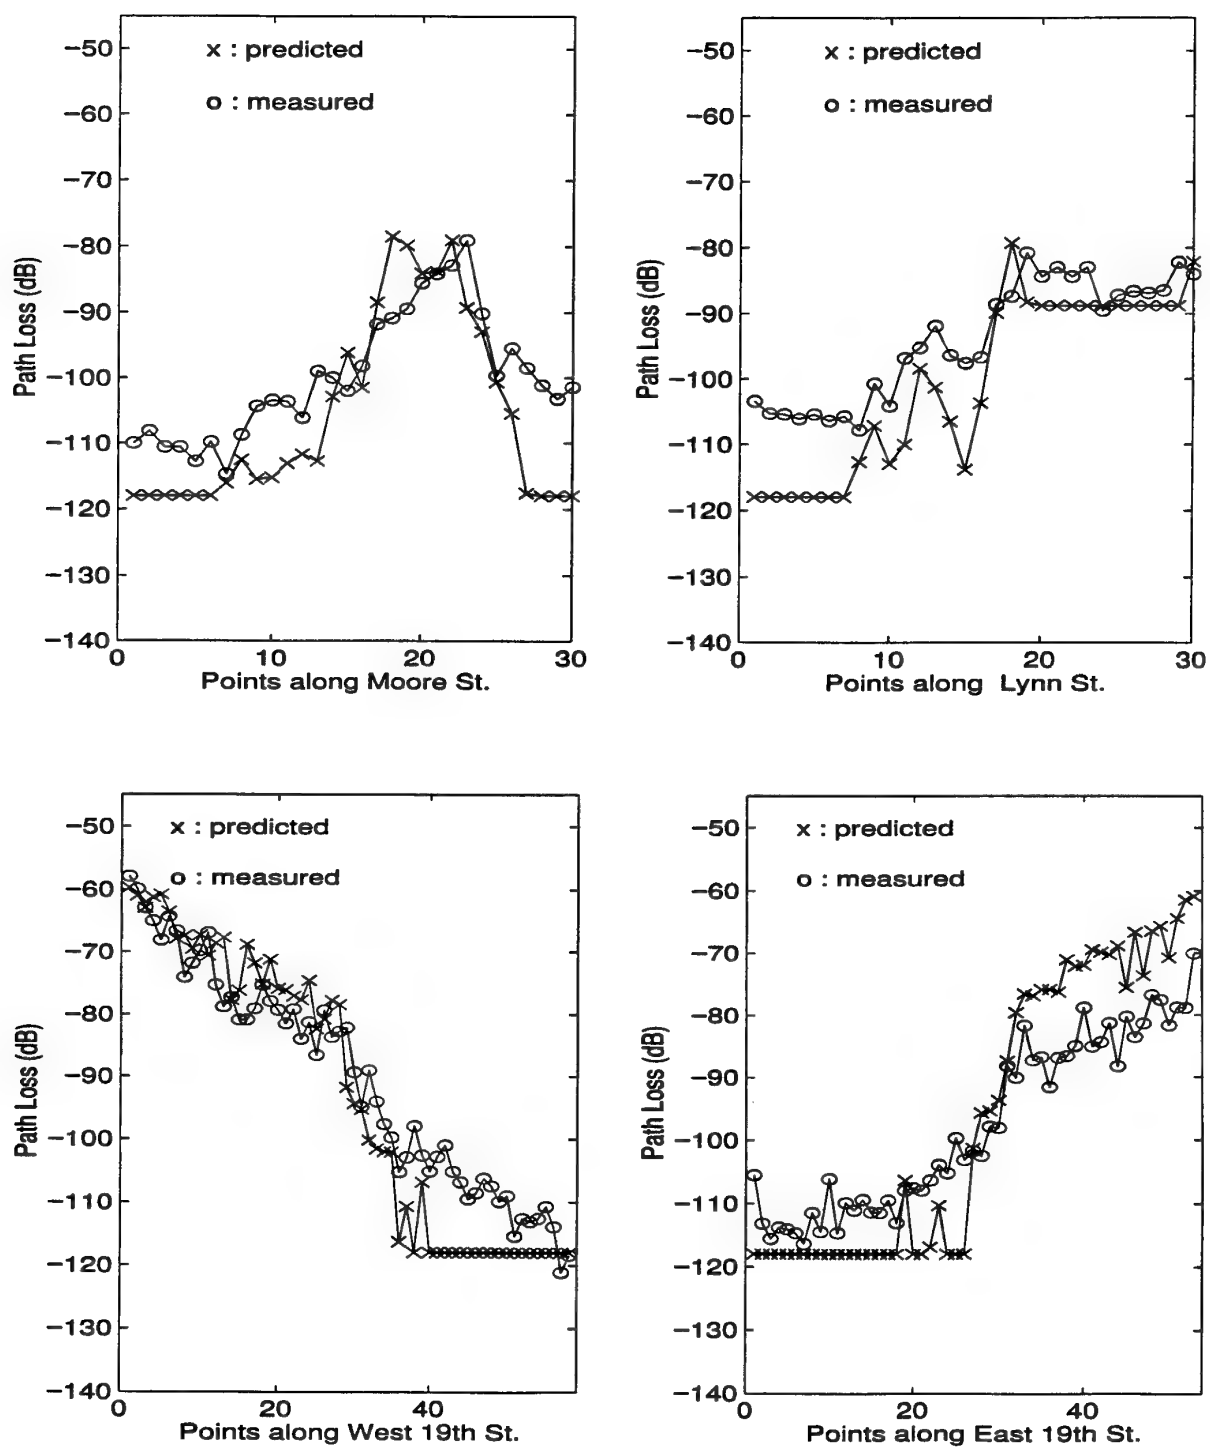 −50
−60
−70
−80
−90
−100
−110
−120
−130
−140
Path Loss (dB)
x : predicted
o : measured
0 10 20 30
Points along Moore St.
−50
−60
−70
−80
−90
−100
−110
−120
−130
−140
Path Loss (dB)
x : predicted
o : measured
0 10 20 30
Points along Lynn St.
−50
−60
−70
−80
−90
−100
−110
−120
−130
−140
Path Loss (dB)
x : predicted
o : measured
0 20 40
Points along West 19th St.
−50
−60
−70
−80
−90
−100
−110
−120
−130
−140
Path Loss (dB)
x : predicted
o : measured
0 20 40
Points along East 19th St.